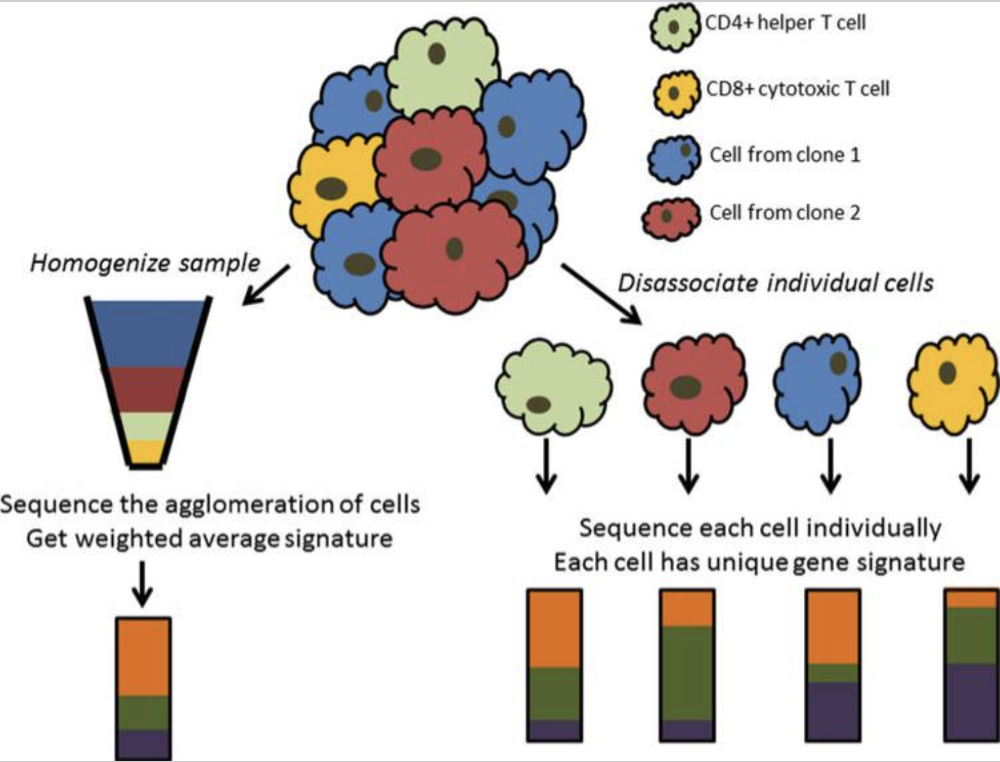 CD4+ helper T cell
CD8+ cytotoxic T cell
Cell from clone 1
Cell from clone 2
Homogenize sample
Disassociate individual cells
Sequence the agglomeration of cells
Get weighted average signature
Sequence each cell individually
Each cell has unique gene signature